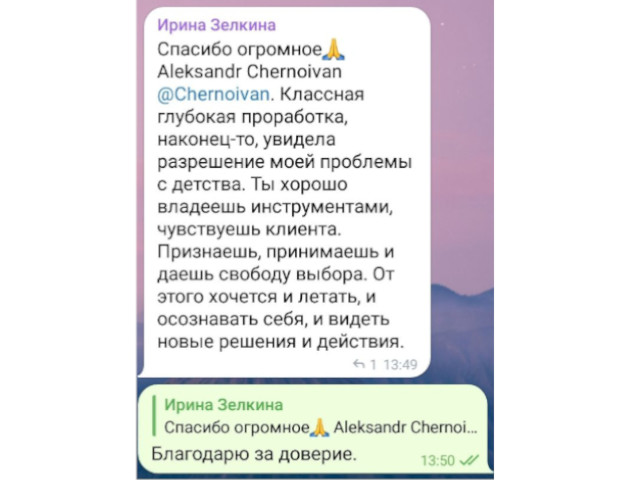 Ирина Зелкина
Спасибо огромное🙏
Aleksandr Chernoivan
@Chernoivan. Классная
глубокая проработка,
наконец-то, увидела
разрешение моей проблемы
с детства. Ты хорошо
владеешь инструментами,
чувствуешь клиента.
Признаешь, принимаешь и
даешь свободу выбора. От
этого хочется и летать, и
осознавать себя, и видеть
новые решения и действия.
1 13:49
Ирина Зелкина
Спасибо огромное🙏 Aleksandr Chernoi...
Благодарю за доверие.
13:50